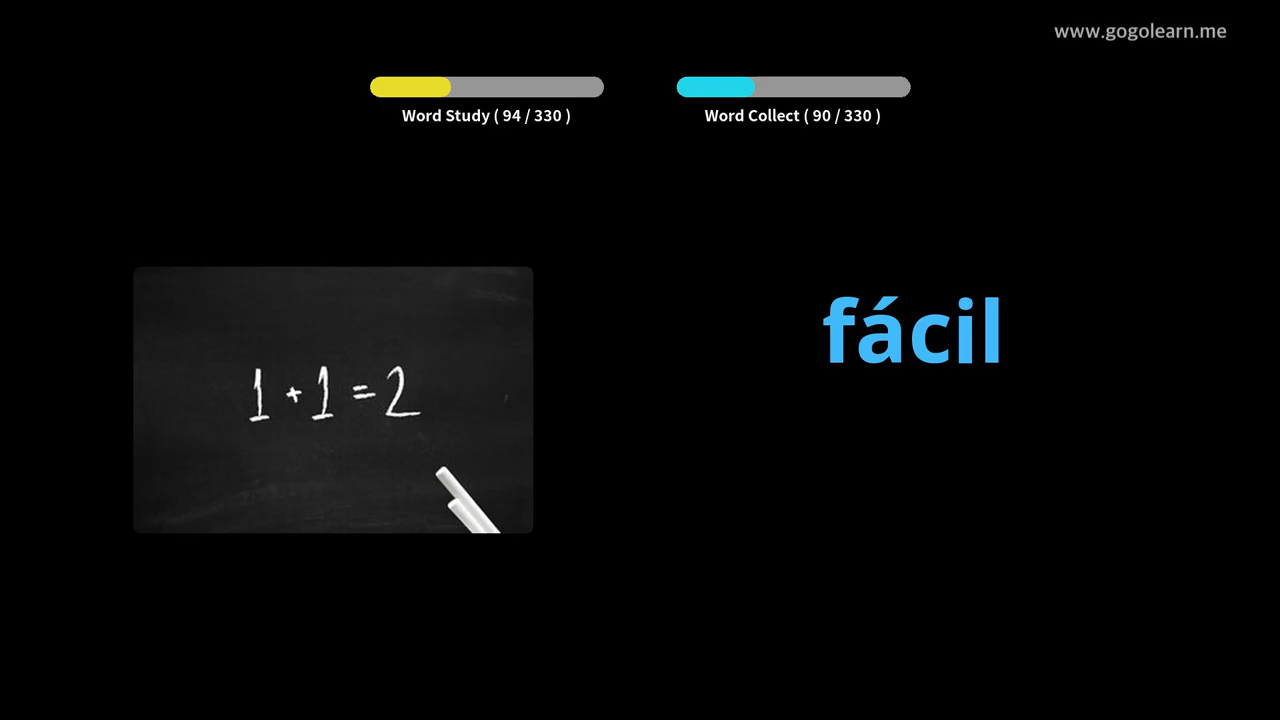 www.gogolearn.me
Word Study ( 94 / 330 )
Word Collect ( 90 / 330 )
fácil
1 + 1 = 2